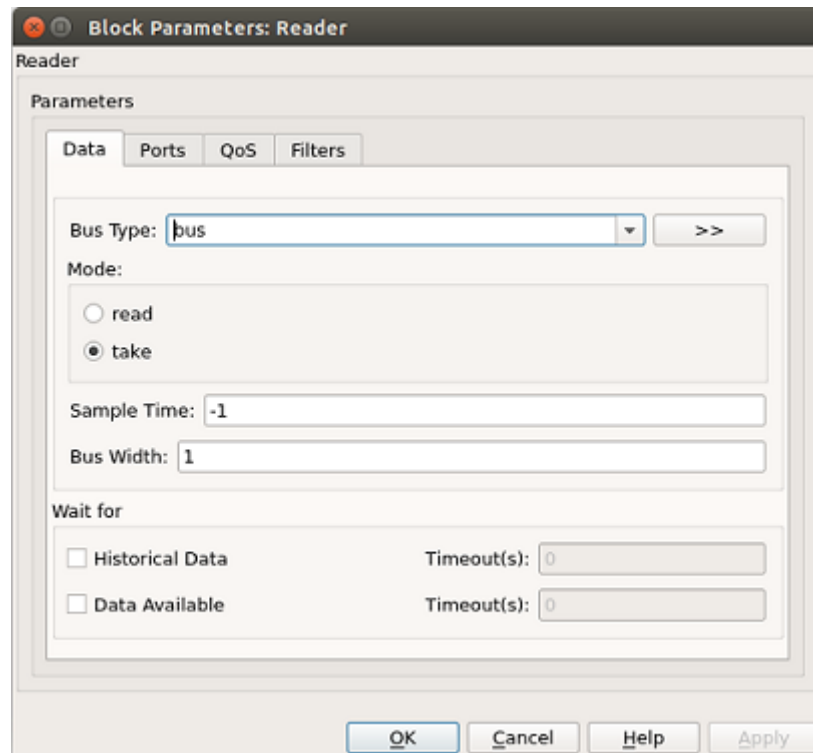 Block Parameters: Reader
Reader
Parameters
Data Ports QoS Filters
Bus Type: bus >>
Mode:
read
take
Sample Time: -1
Bus Width: 1
Wait for
Historical Data Timeout(s): 0
Data Available Timeout(s): 0
OK Cancel Help Apply